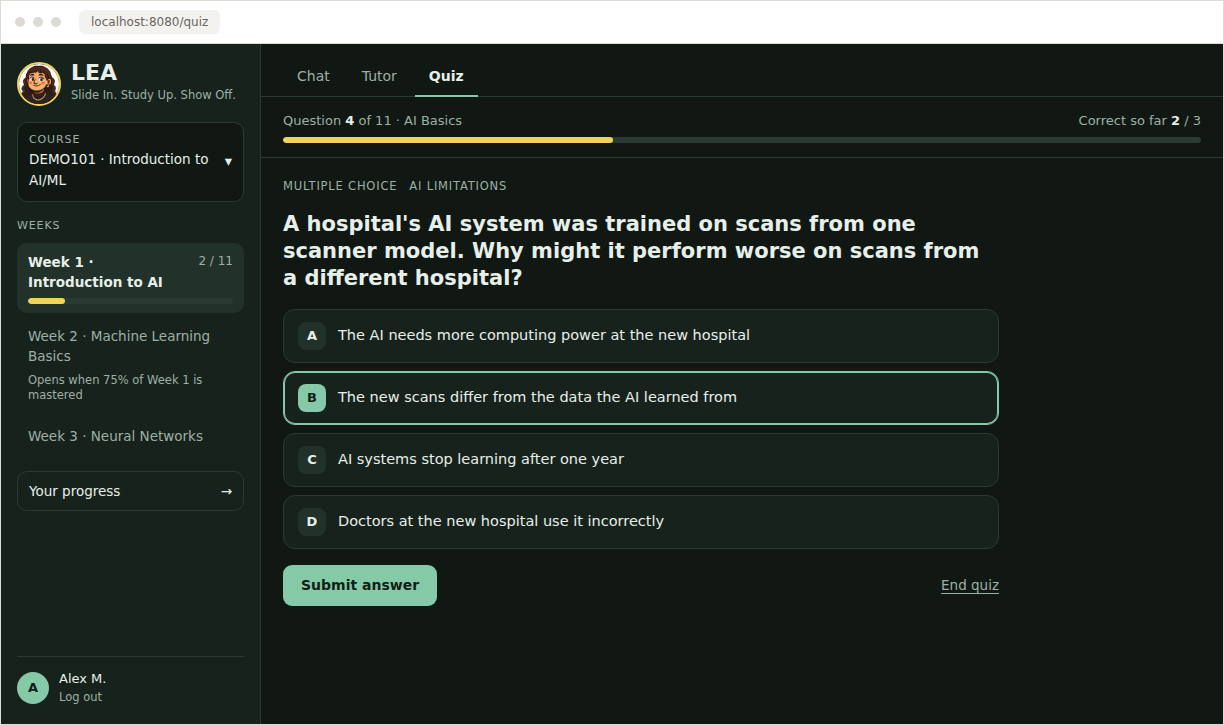 localhost:8080/quiz
LEA
Slide In. Study Up. Show Off.
COURSE
DEMO101 · Introduction to
AI/ML
▼
WEEKS
Week 1 ·
Introduction to AI
2 / 11
Week 2 · Machine Learning
Basics
Opens when 75% of Week 1 is
mastered
Week 3 · Neural Networks
Your progress →
A
Alex M.
Log out
Chat Tutor Quiz
Question 4 of 11 · AI Basics
Correct so far 2 / 3
MULTIPLE CHOICE AI LIMITATIONS
A hospital's AI system was trained on scans from one
scanner model. Why might it perform worse on scans from
a different hospital?
A The AI needs more computing power at the new hospital
B The new scans differ from the data the AI learned from
C AI systems stop learning after one year
D Doctors at the new hospital use it incorrectly
Submit answer
End quiz